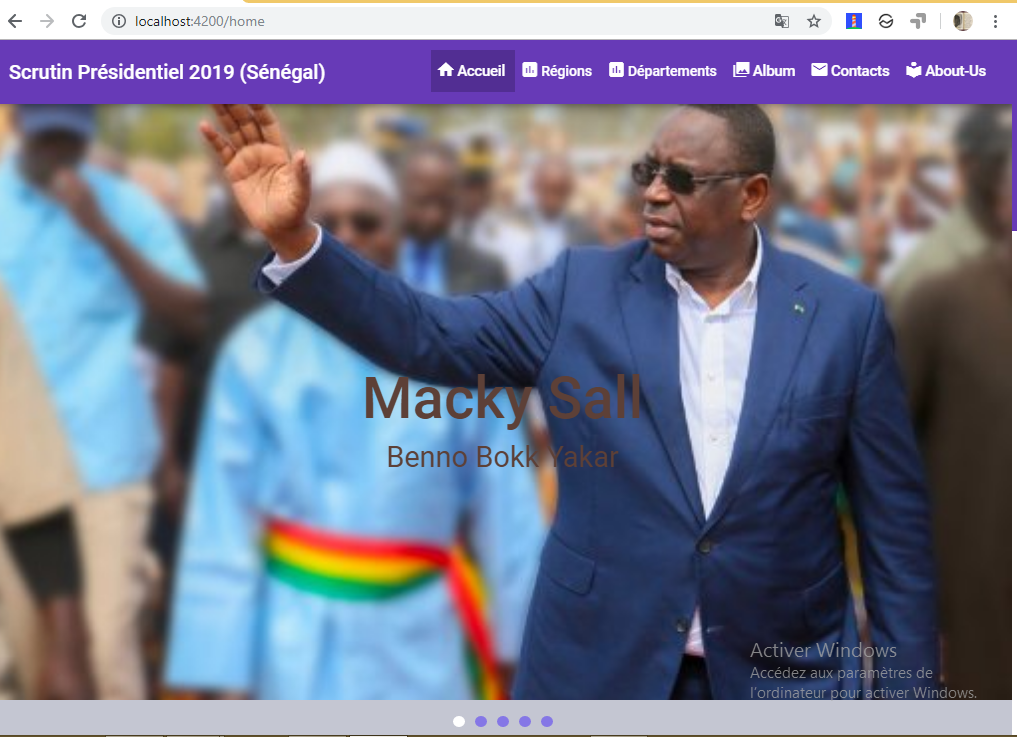 localhost:4200/home
Scrutin Présidentiel 2019 (Sénégal)
Accueil Régions Départements Album Contacts About-Us
Macky Sall
Benno Bokk Yakar
Activer Windows
Accédez aux paramètres de
l'ordinateur pour activer Windows.